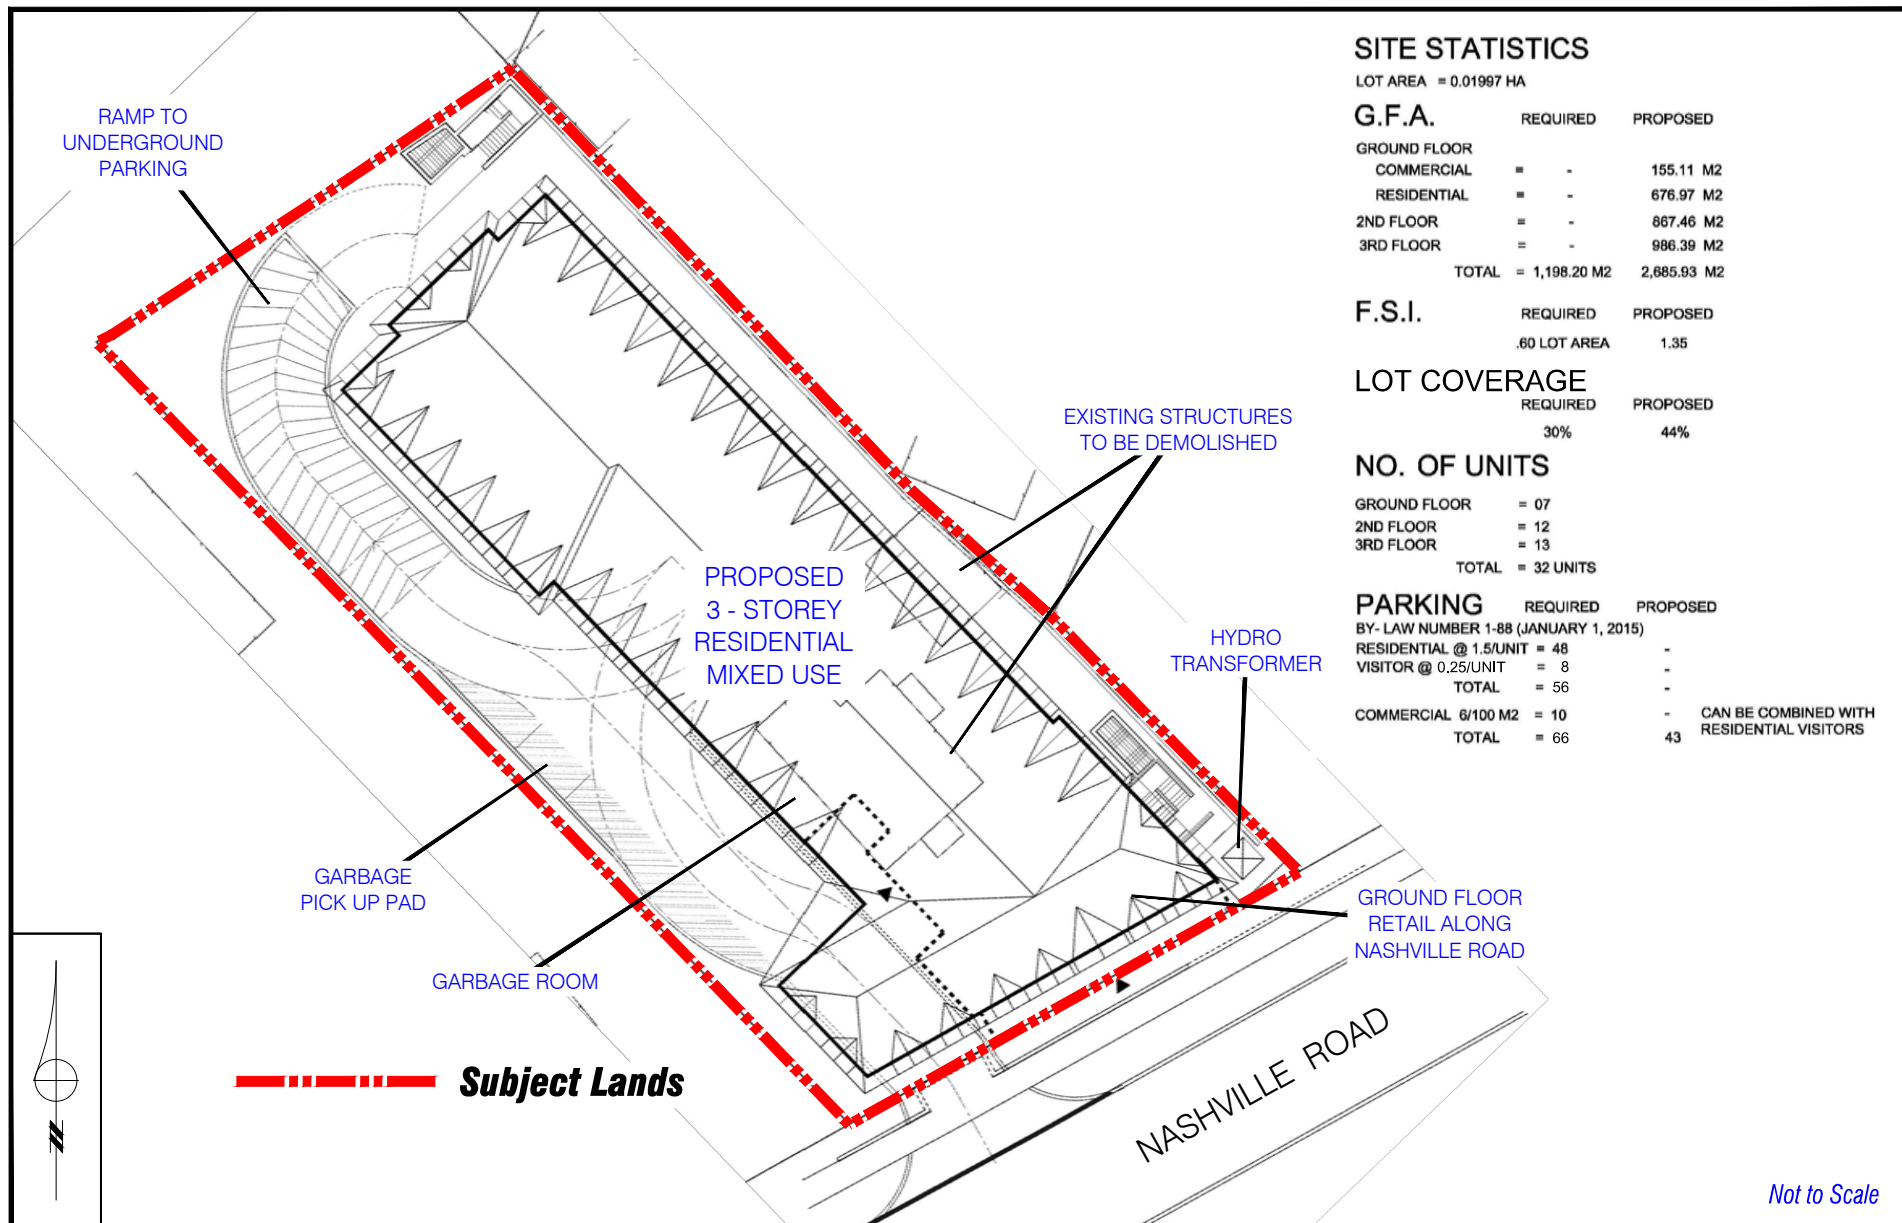 SITE STATISTICS
LOT AREA = 0.01997 HA
G.F.A. REQUIRED PROPOSED
GROUND FLOOR
COMMERCIAL = - 155.11 M2
RESIDENTIAL = - 676.97 M2
2ND FLOOR = - 867.46 M2
3RD FLOOR = - 986.39 M2
TOTAL = 1,198.20 M2 2,685.93 M2
F.S.I. REQUIRED PROPOSED
.60 LOT AREA 1.35
LOT COVERAGE
REQUIRED PROPOSED
30% 44%
NO. OF UNITS
GROUND FLOOR = 07
2ND FLOOR = 12
3RD FLOOR = 13
TOTAL = 32 UNITS
PARKING REQUIRED PROPOSED
BY- LAW NUMBER 1-88 (JANUARY 1, 2015)
RESIDENTIAL @ 1.5/UNIT = 48 -
VISITOR @ 0.25/UNIT = 8 -
TOTAL = 56 -
COMMERCIAL 6/100 M2 = 10 - CAN BE COMBINED WITH
RESIDENTIAL VISITORS
TOTAL = 66 43
RAMP TO
UNDERGROUND
PARKING
EXISTING STRUCTURES
TO BE DEMOLISHED
PROPOSED
3 - STOREY
RESIDENTIAL
MIXED USE
HYDRO
TRANSFORMER
GARBAGE
PICK UP PAD
GARBAGE ROOM
GROUND FLOOR
RETAIL ALONG
NASHVILLE ROAD
NASHVILLE ROAD
Subject Lands
N
Not to Scale